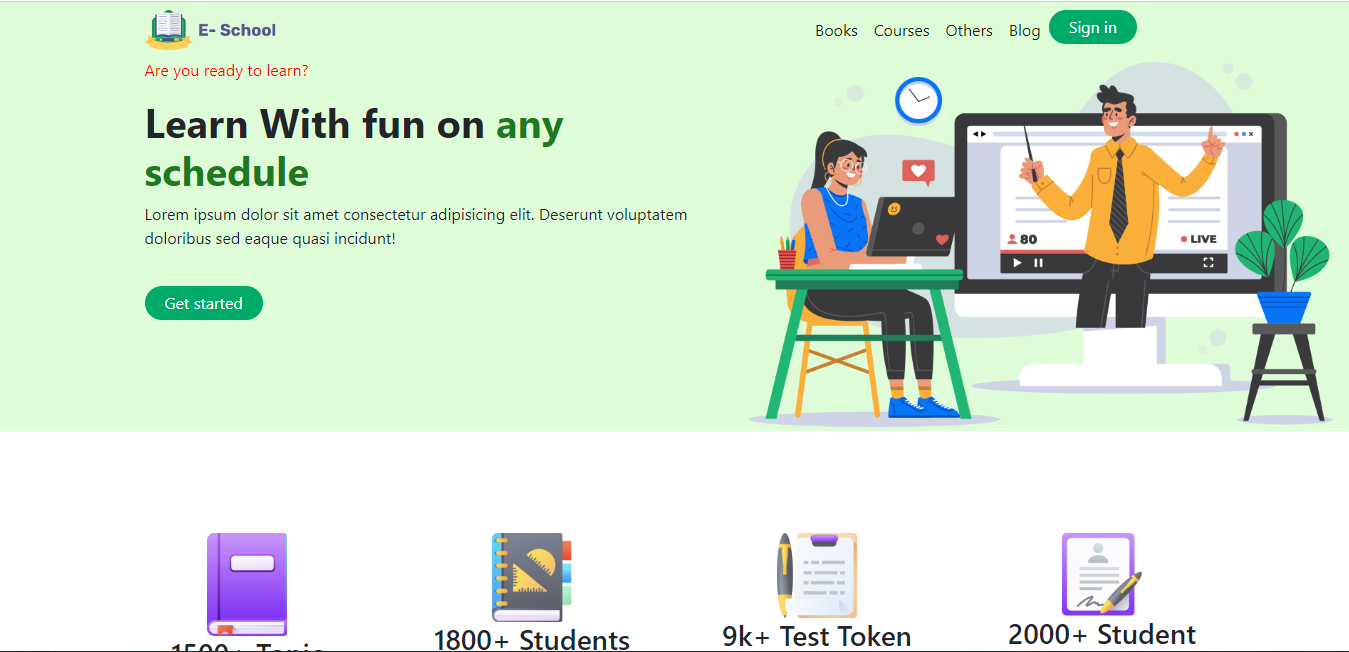 E- School
Books Courses Others Blog Sign in
Are you ready to learn?
Learn With fun on any
schedule
Lorem ipsum dolor sit amet consectetur adipisicing elit. Deserunt voluptatem
doloribus sed eaque quasi incidunt!
Get started
80
LIVE
1500+ Topic
1800+ Students
9k+ Test Token
2000+ Student